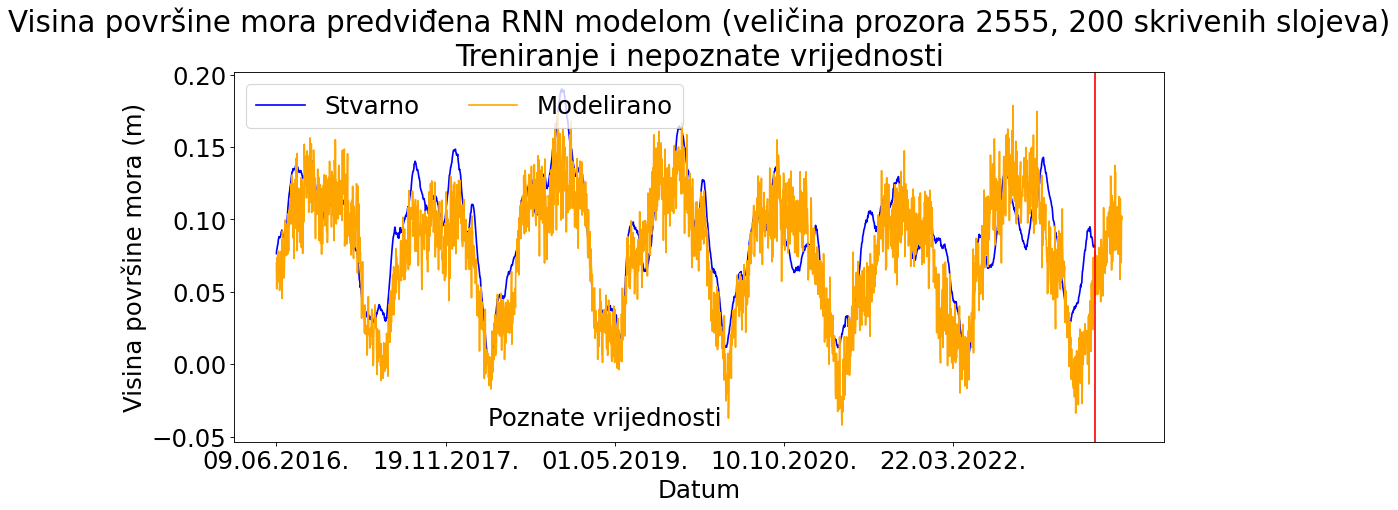 Visina površine mora predviđena RNN modelom (veličina prozora 2555, 200 skrivenih slojeva)
Treniranje i nepoznate vrijednosti
Stvarno
Modelirano
Visina površine mora (m)
0.20
0.15
0.10
0.05
0.00
−0.05
Poznate vrijednosti
09.06.2016.
19.11.2017.
01.05.2019.
10.10.2020.
22.03.2022.
Datum